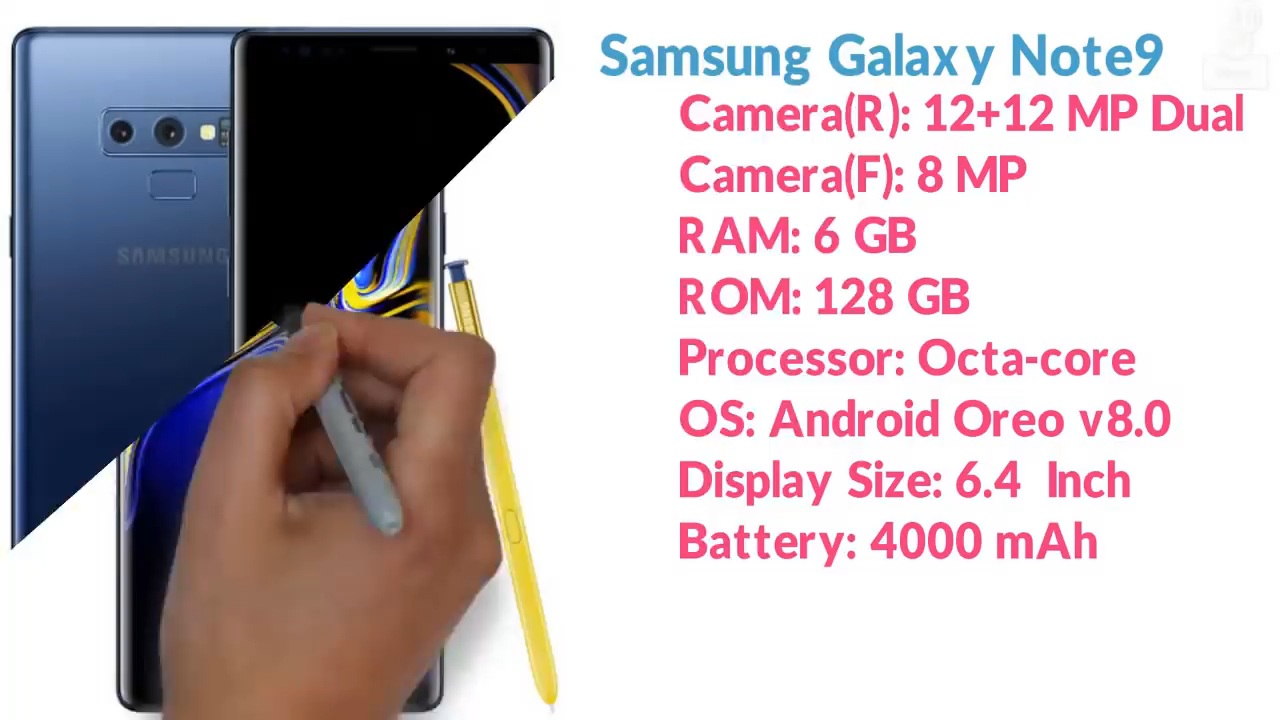 Samsung Galaxy Note9
Camera(R): 12+12 MP Dual
Camera(F): 8 MP
RAM: 6 GB
ROM: 128 GB
Processor: Octa-core
OS: Android Oreo v8.0
Display Size: 6.4 Inch
Battery: 4000 mAh
SAMSUNG